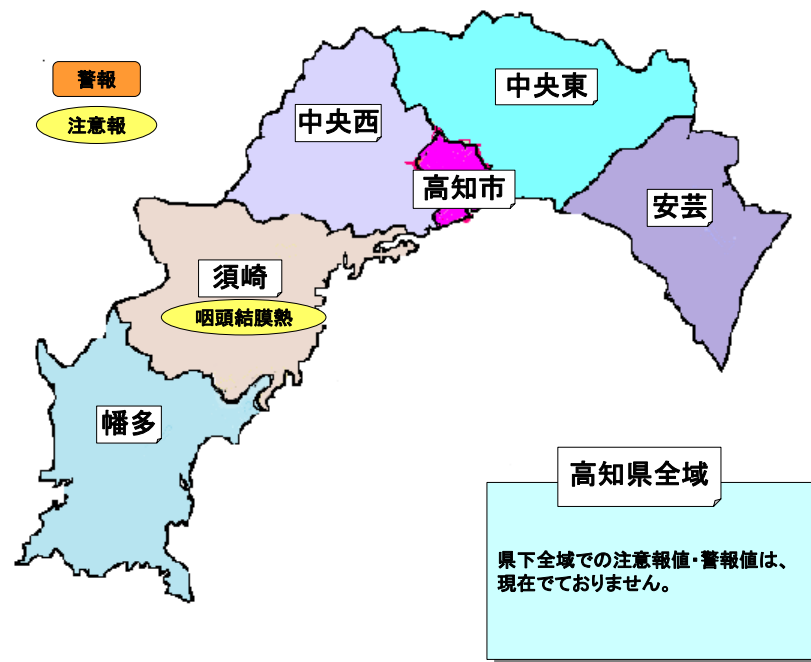 警報
注意報
中央東
中央西
高知市
安芸
須崎
咽頭結膜熱
幡多
高知県全域
県下全域での注意報値・警報値は、
現在でておりません。